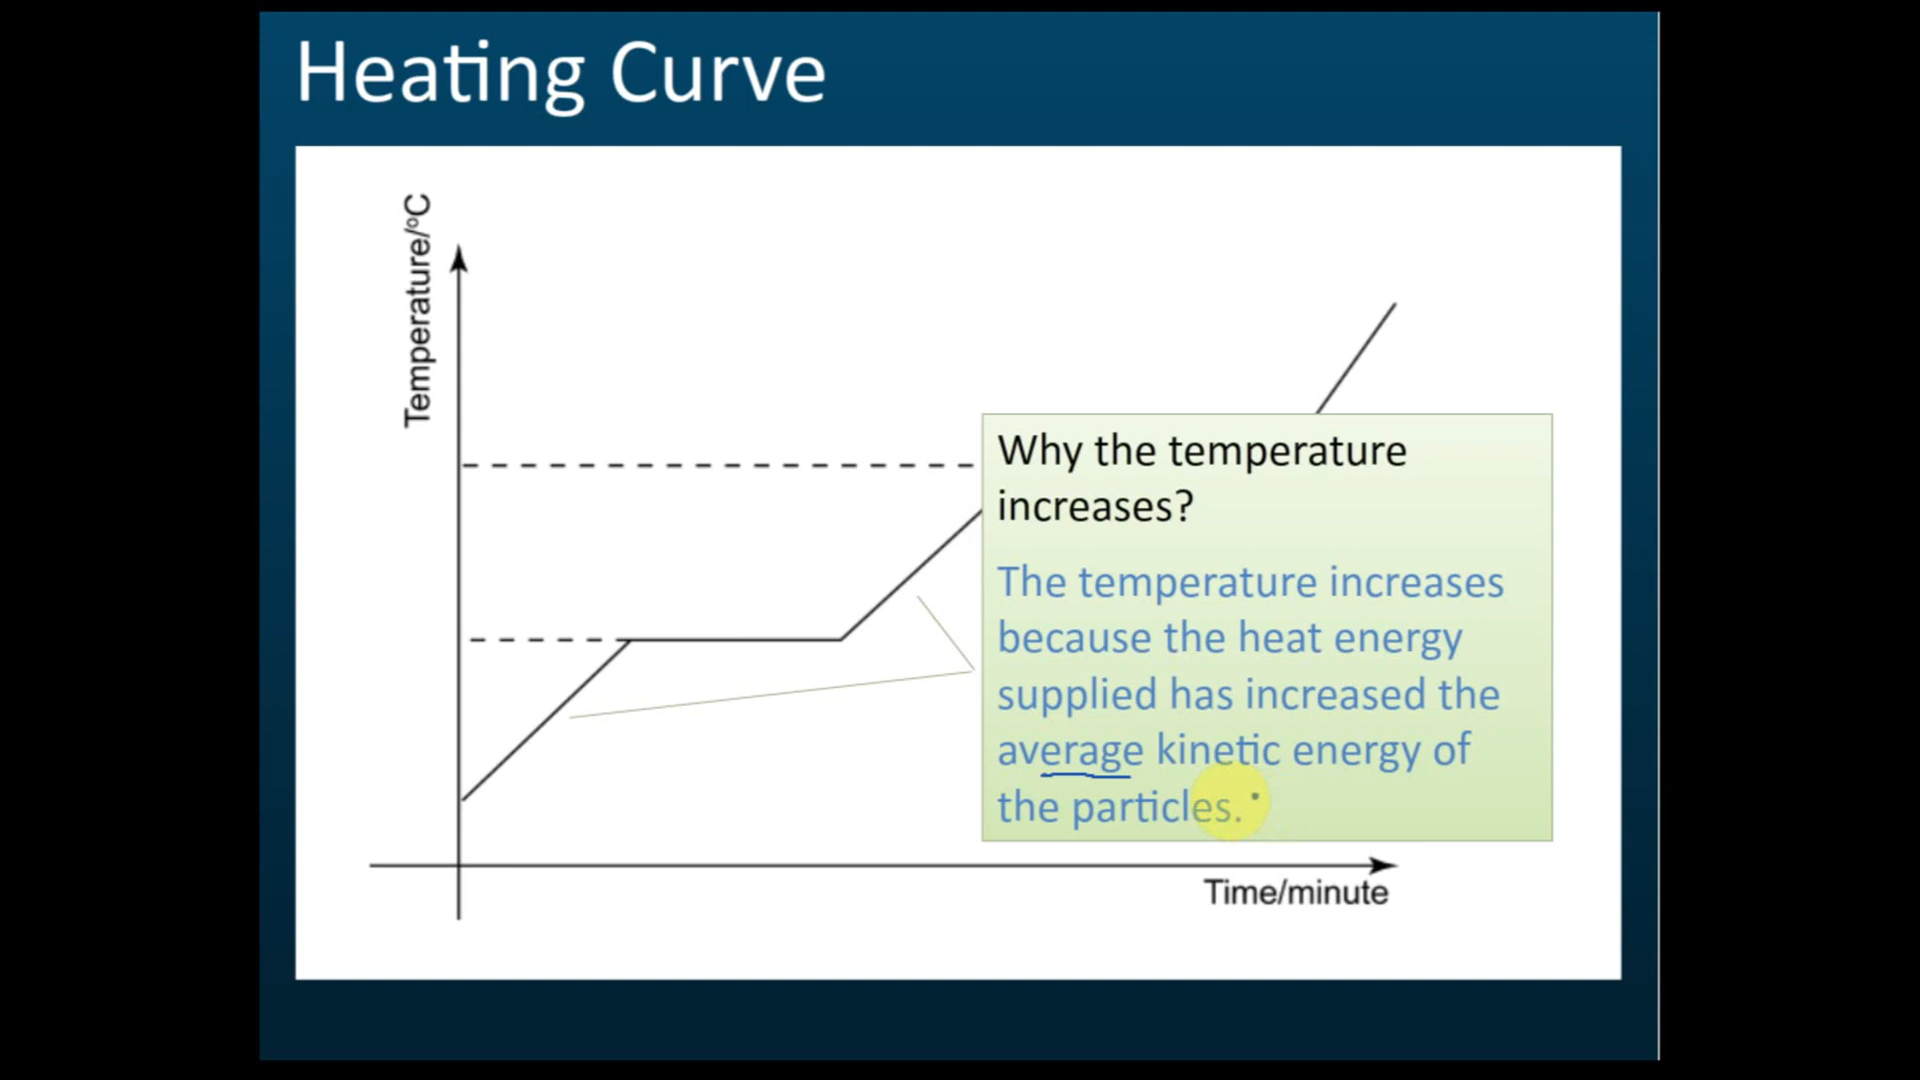 Heating Curve
Temperature/°C
Why the temperature
increases?
The temperature increases
because the heat energy
supplied has increased the
average kinetic energy of
the particles.
Time/minute